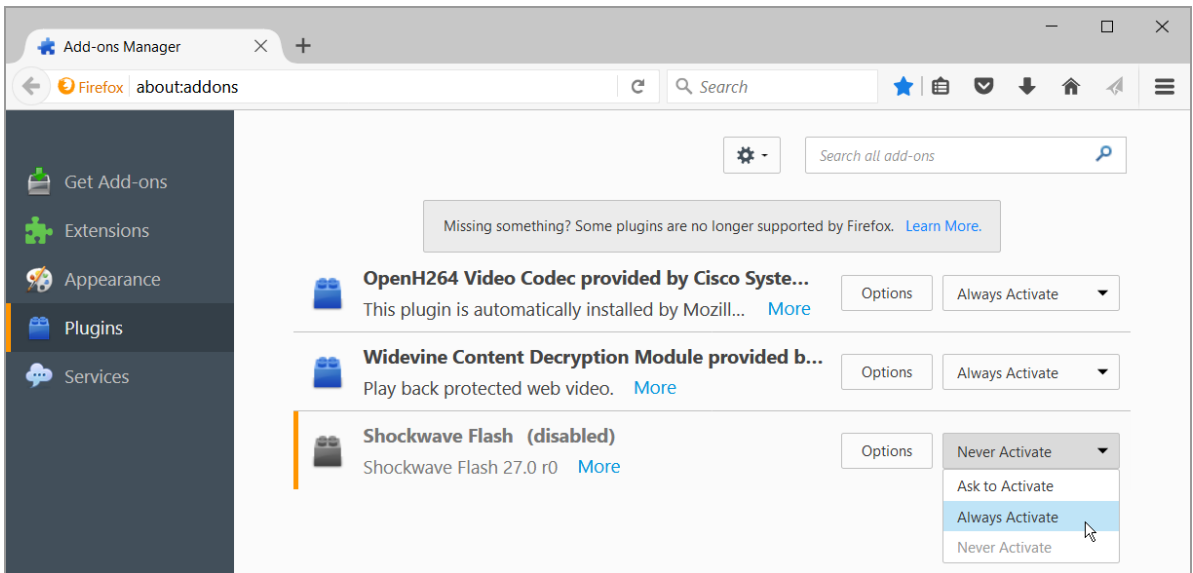 Add-ons Manager
Firefox about:addons
Search
Search all add-ons
Get Add-ons
Extensions
Appearance
Plugins
Services
Missing something? Some plugins are no longer supported by Firefox. Learn More.
OpenH264 Video Codec provided by Cisco Syste...
This plugin is automatically installed by Mozill... More
Options
Always Activate
Widevine Content Decryption Module provided b...
Play back protected web video. More
Options
Always Activate
Shockwave Flash (disabled)
Shockwave Flash 27.0 r0 More
Options
Never Activate
Ask to Activate
Always Activate
Never Activate